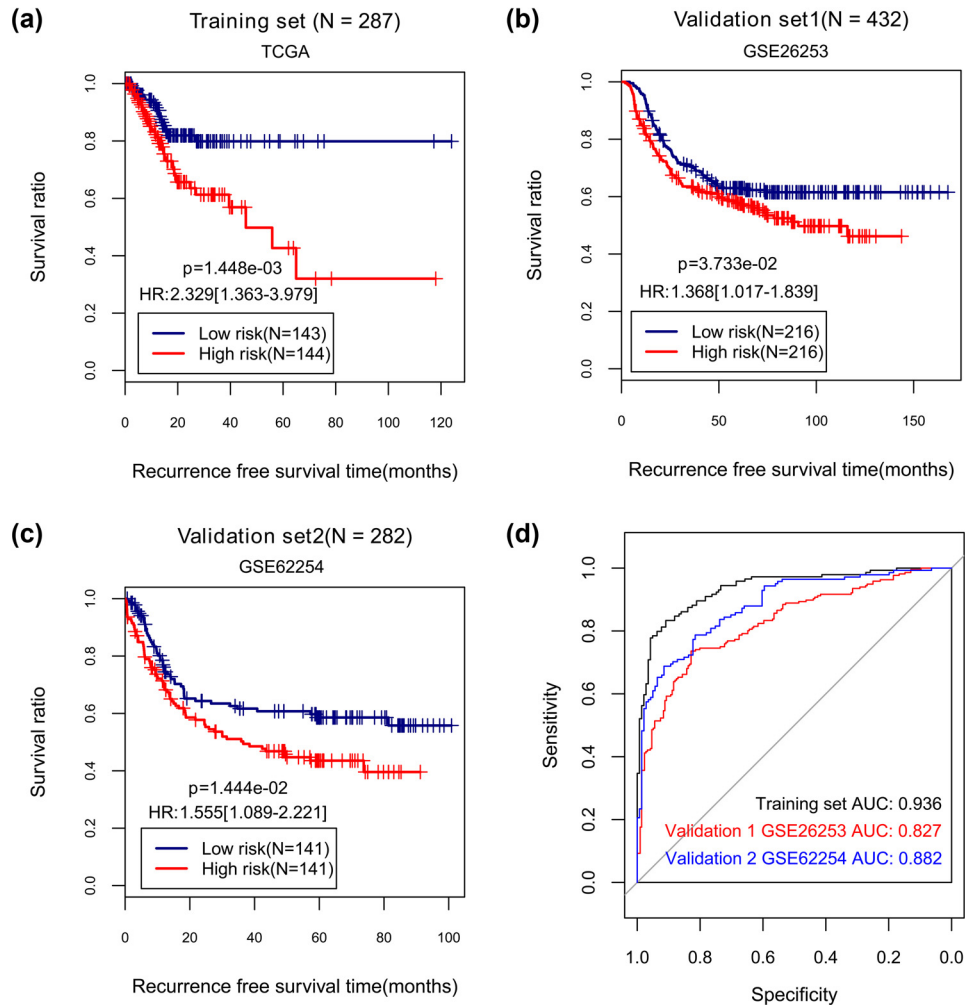 (a)
Training set (N = 287)
TCGA
Survival ratio
1.0
0.8
0.6
0.4
0.2
0.0
p=1.448e-03
HR:2.329[1.363-3.979]
Low risk(N=143)
High risk(N=144)
0 20 40 60 80 100 120
Recurrence free survival time(months)
(b)
Validation set1(N = 432)
GSE26253
Survival ratio
1.0
0.8
0.6
0.4
0.2
0.0
p=3.733e-02
HR:1.368[1.017-1.839]
Low risk(N=216)
High risk(N=216)
0 50 100 150
Recurrence free survival time(months)
(c)
Validation set2(N = 282)
GSE62254
Survival ratio
1.0
0.8
0.6
0.4
0.2
0.0
p=1.444e-02
HR:1.555[1.089-2.221]
Low risk(N=141)
High risk(N=141)
0 20 40 60 80 100
Recurrence free survival time(months)
(d)
Sensitivity
1.0
0.8
0.6
0.4
0.2
0.0
Training set AUC: 0.936
Validation 1 GSE26253 AUC: 0.827
Validation 2 GSE62254 AUC: 0.882
1.0 0.8 0.6 0.4 0.2 0.0
Specificity